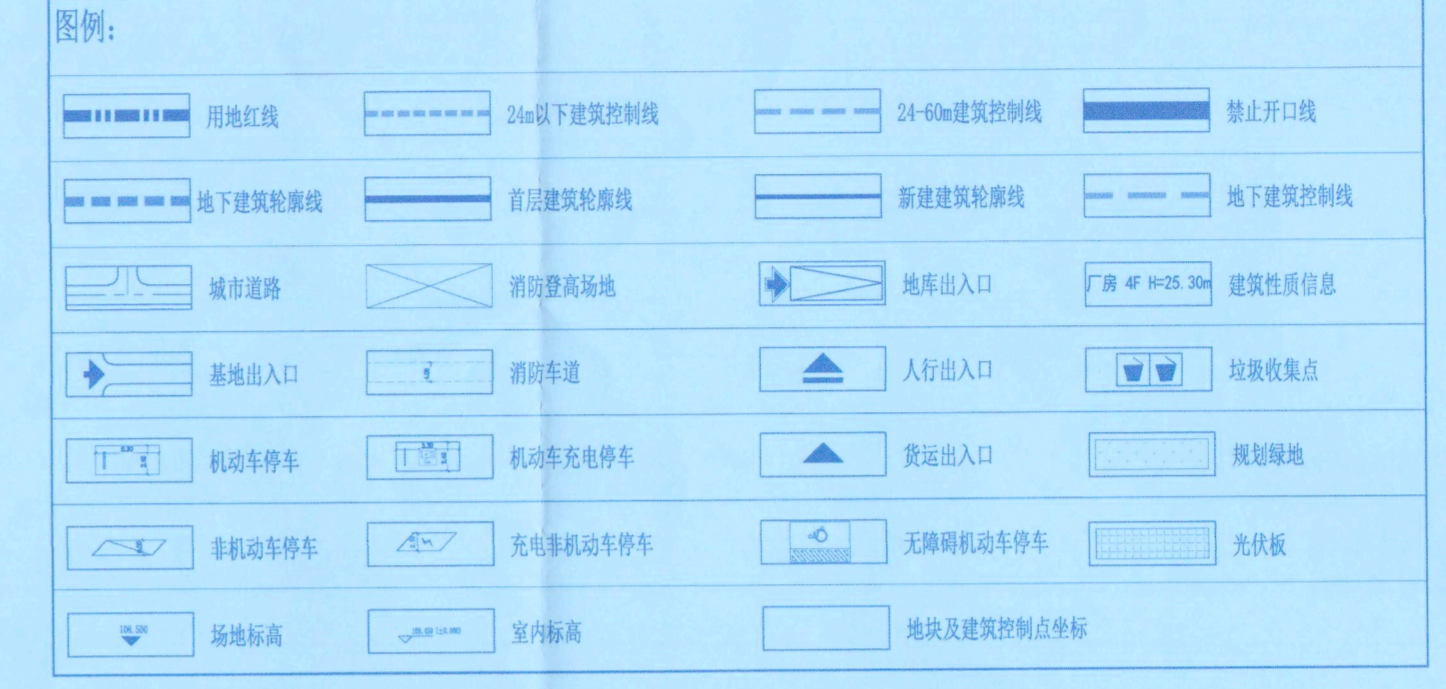 图例：
用地红线 24m以下建筑控制线 24-60m建筑控制线 禁止开口线
地下建筑轮廓线 首层建筑轮廓线 新建建筑轮廓线 地下建筑控制线
城市道路 消防登高场地 地库出入口 厂房 4F H=25.30m 建筑性质信息
基地出入口 消防车道 人行出入口 垃圾收集点
机动车停车 机动车充电停车 货运出入口 规划绿地
非机动车停车 充电非机动车停车 无障碍机动车停车 光伏板
场地标高 室内标高 地块及建筑控制点坐标